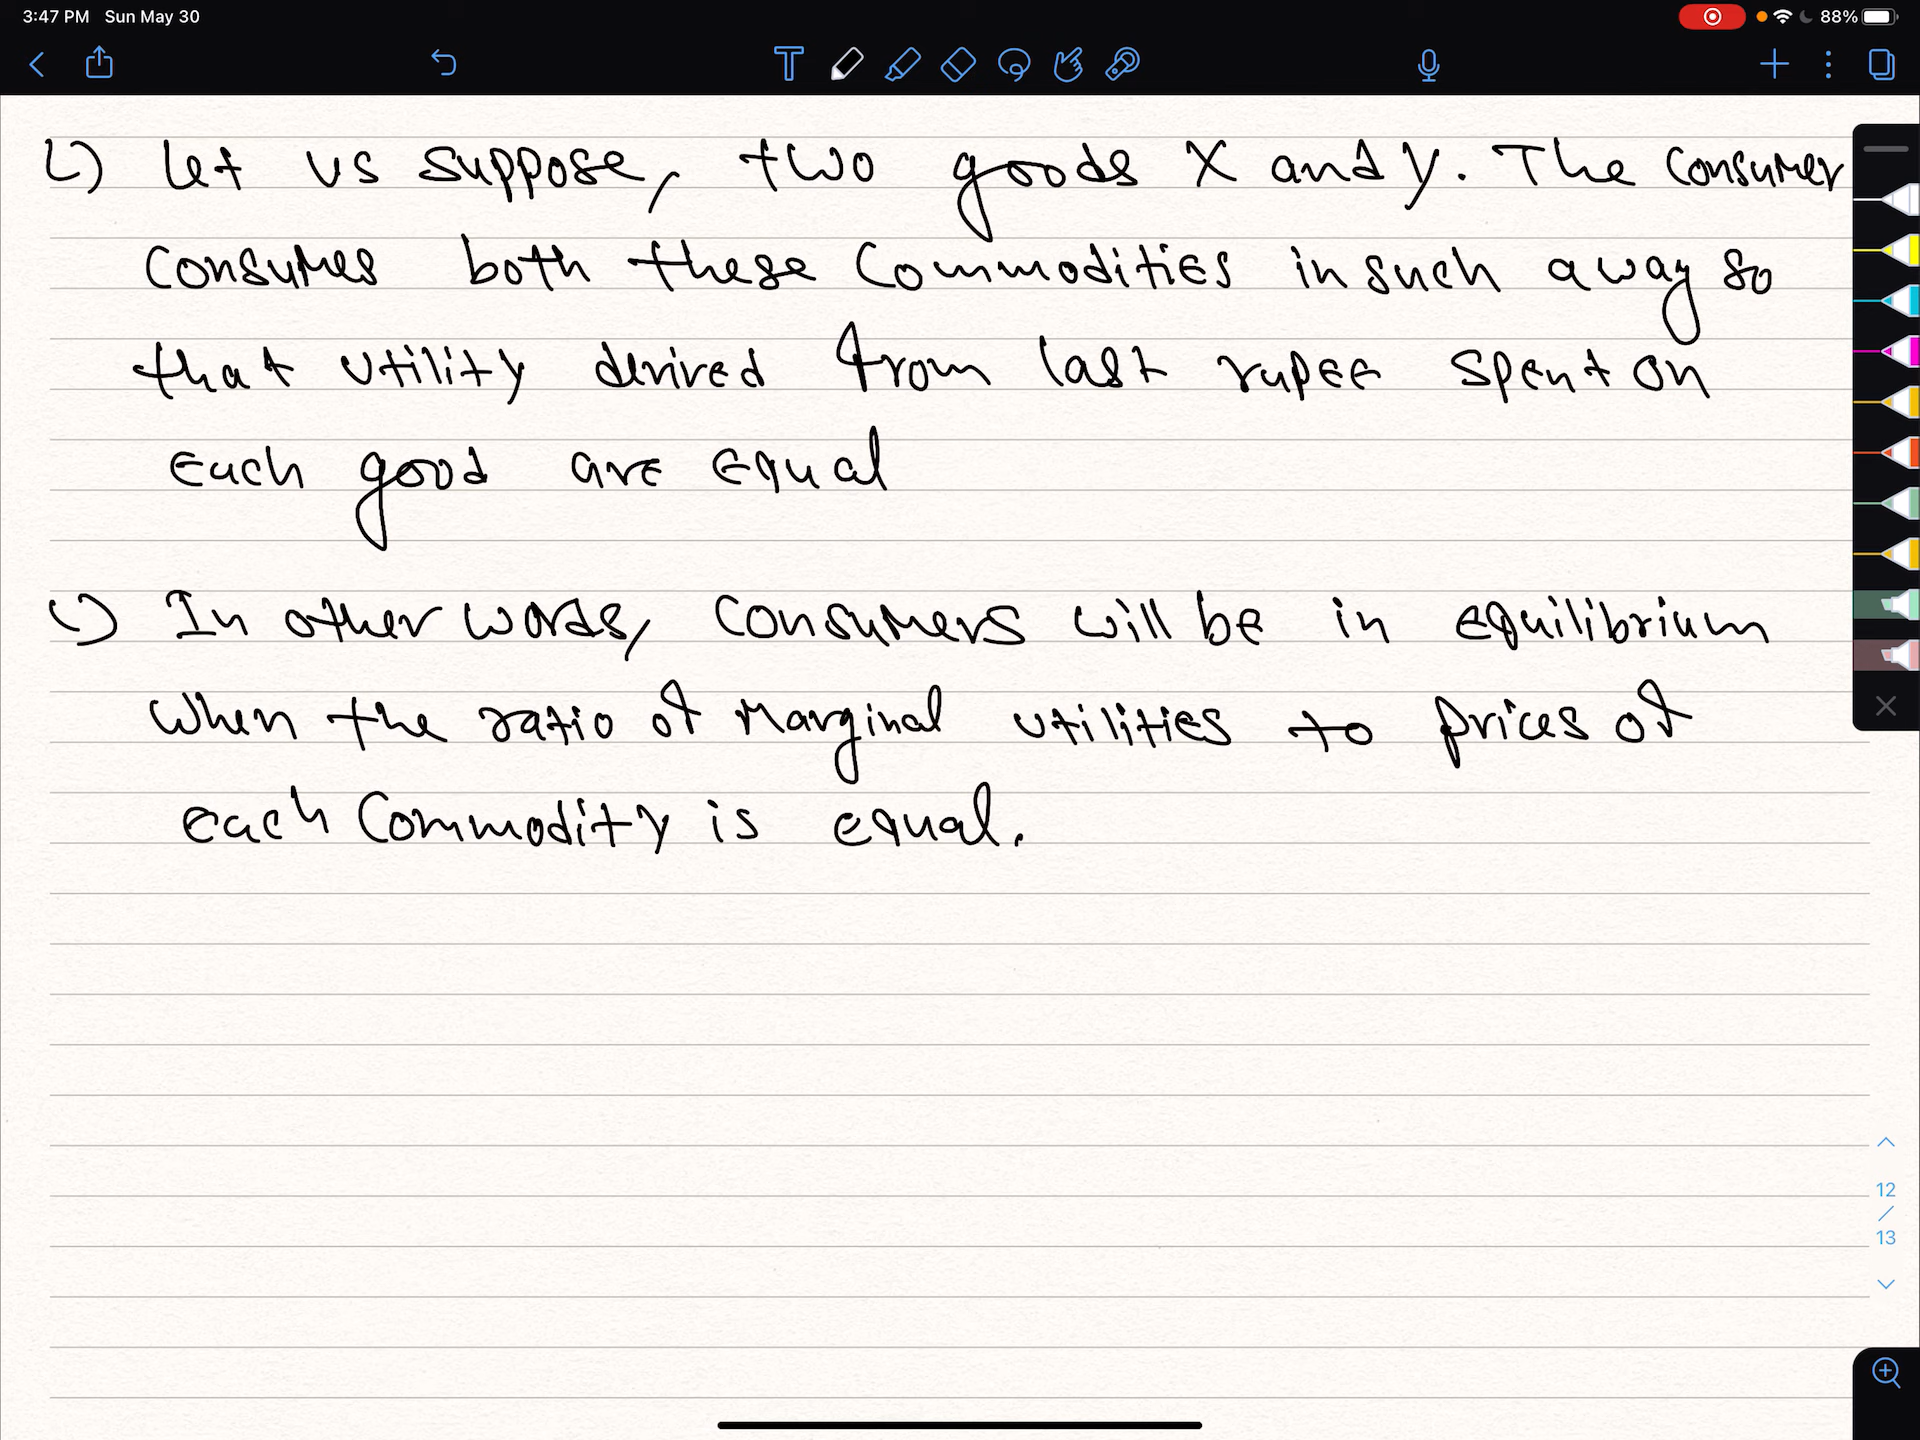 3:47 PM Sun May 30
88%
T
↳) Let us suppose, two goods X and Y. The consumer
consumes both these commodities in such a way so
that utility derived from last rupee spent on
each good are equal
↳) In other words, consumers will be in equilibrium
when the ratio of marginal utilities to prices of
each commodity is equal.
12
/
13